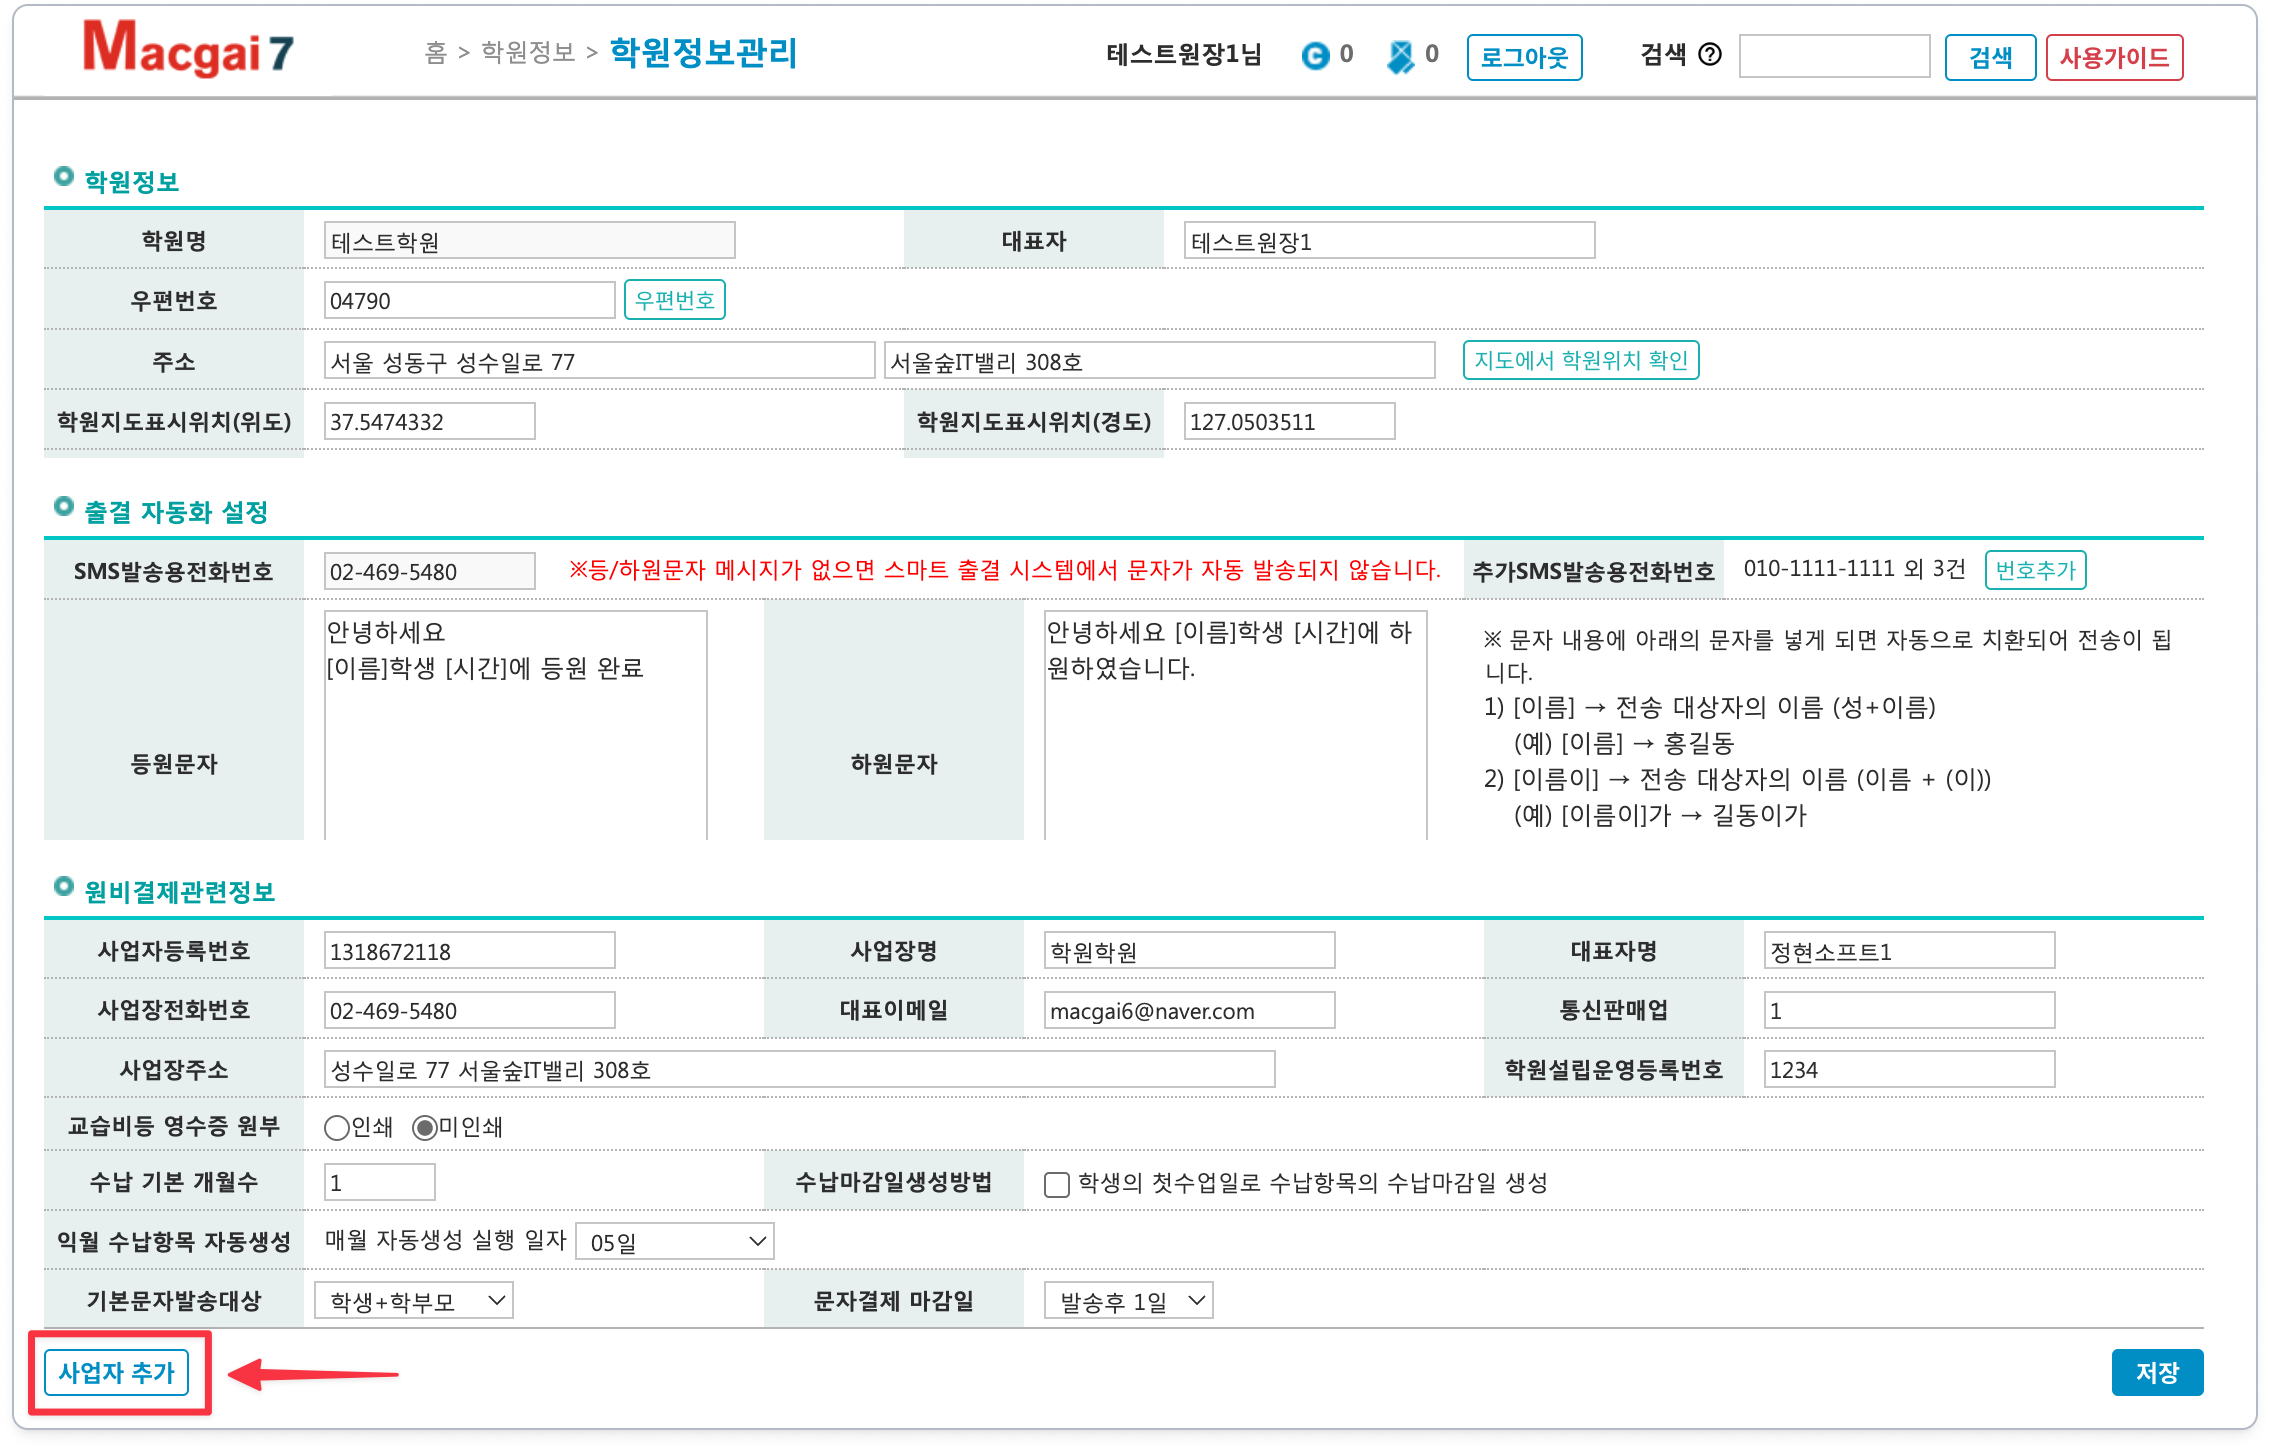 Macgai 7
홈 > 학원정보 > 학원정보관리
테스트원장1님 C 0 0 로그아웃 검색 ? 검색 사용가이드
학원정보
학원명 테스트학원 대표자 테스트원장1
우편번호 04790 우편번호
주소 서울 성동구 성수일로 77 서울숲IT밸리 308호 지도에서 학원위치 확인
학원지도표시위치(위도) 37.5474332 학원지도표시위치(경도) 127.0503511
출결 자동화 설정
SMS발송용전화번호 02-469-5480 ※등/하원문자 메시지가 없으면 스마트 출결 시스템에서 문자가 자동 발송되지 않습니다. 추가SMS발송용전화번호 010-1111-1111 외 3건 번호추가
등원문자
안녕하세요
[이름]학생 [시간]에 등원 완료
하원문자
안녕하세요 [이름]학생 [시간]에 하
원하였습니다.
※ 문자 내용에 아래의 문자를 넣게 되면 자동으로 치환되어 전송이 됩
니다.
1) [이름] → 전송 대상자의 이름 (성+이름)
(예) [이름] → 홍길동
2) [이름이] → 전송 대상자의 이름 (이름 + (이))
(예) [이름이]가 → 길동이가
원비결제관련정보
사업자등록번호 1318672118 사업장명 학원학원 대표자명 정현소프트1
사업장전화번호 02-469-5480 대표이메일 macgai6@naver.com 통신판매업 1
사업장주소 성수일로 77 서울숲IT밸리 308호 학원설립운영등록번호 1234
교습비등 영수증 원부 인쇄 미인쇄
수납 기본 개월수 1 수납마감일생성방법 학생의 첫수업일로 수납항목의 수납마감일 생성
익월 수납항목 자동생성 매월 자동생성 실행 일자 05일
기본문자발송대상 학생+학부모 문자결제 마감일 발송후 1일
사업자 추가 저장